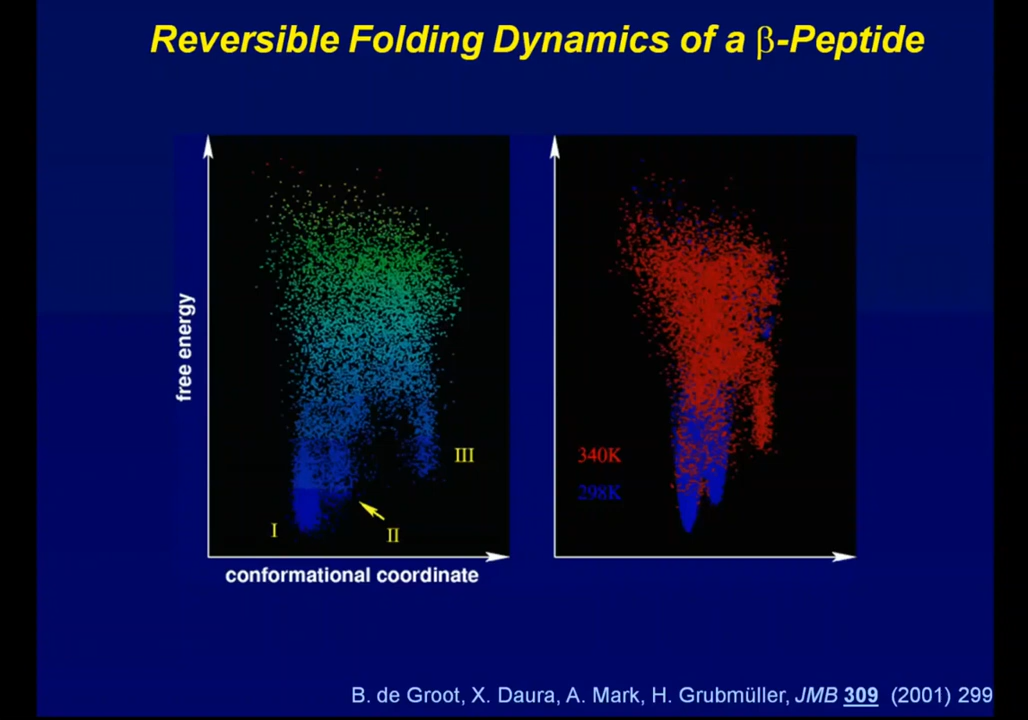 Reversible Folding Dynamics of a β-Peptide
free energy
I
II
III
conformational coordinate
340K
298K
B. de Groot, X. Daura, A. Mark, H. Grubmüller, JMB 309 (2001) 299